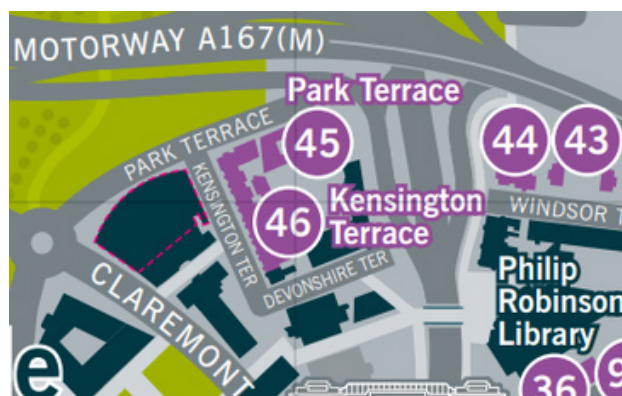 MOTORWAY A167(M)
Park Terrace
45
44
43
PARK TERRACE
KENSINGTON TER
46
Kensington
Terrace
WINDSOR T
DEVONSHIRE TER
CLAREMONT
Philip
Robinson
Library
e
36
9